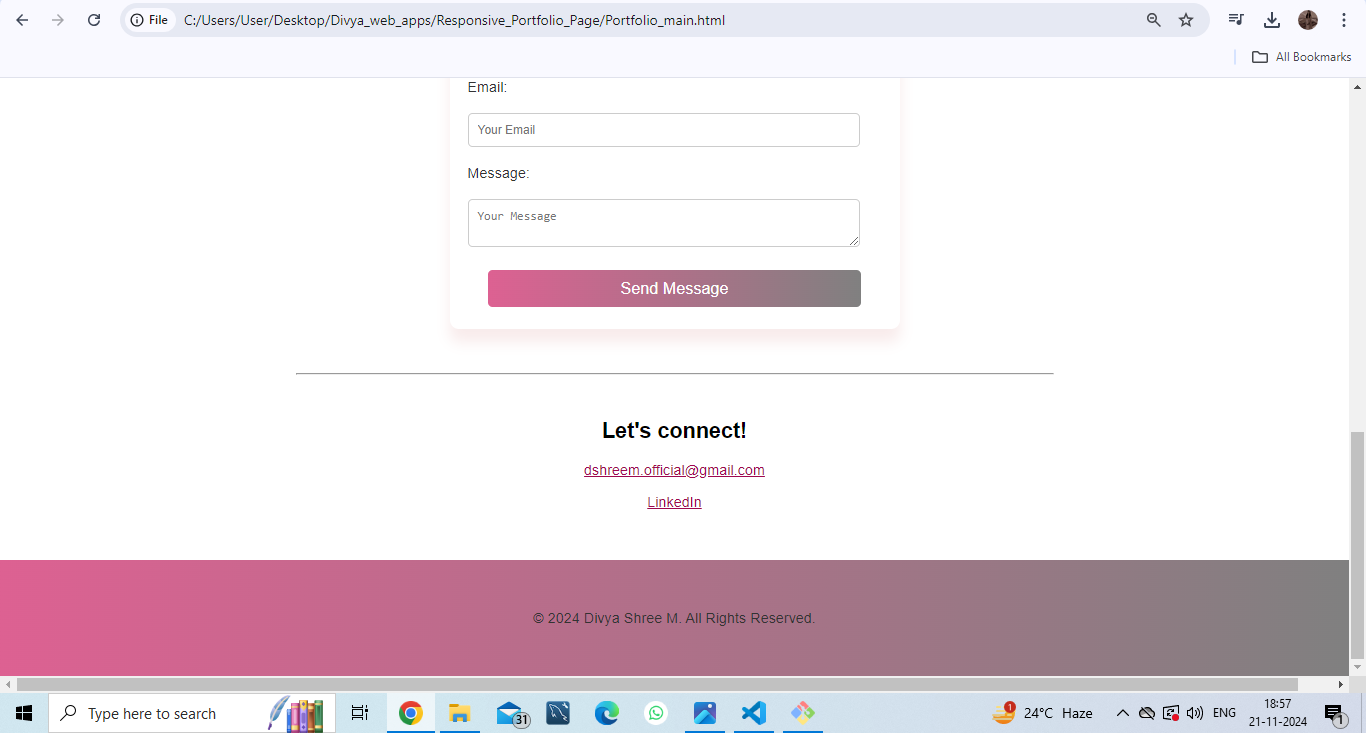 File C:/Users/User/Desktop/Divya_web_apps/Responsive_Portfolio_Page/Portfolio_main.html
All Bookmarks
Email:
Your Email
Message:
Your Message
Send Message
Let's connect!
dshreem.official@gmail.com
LinkedIn
© 2024 Divya Shree M. All Rights Reserved.
Type here to search
31
1
24°C Haze
ENG
18:57
21-11-2024
1